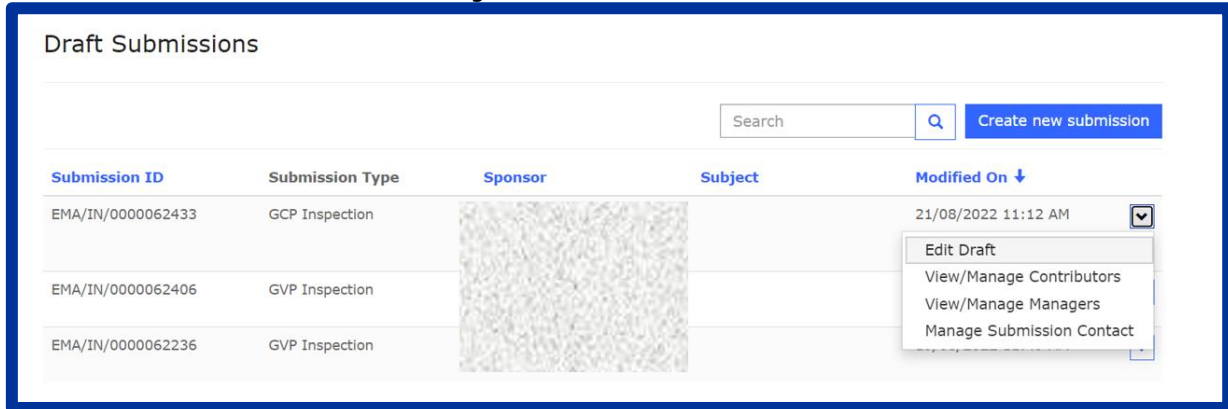 Draft Submissions
Search
Create new submission
Submission ID Submission Type Sponsor Subject Modified On
EMA/IN/0000062433 GCP Inspection 21/08/2022 11:12 AM
Edit Draft
View/Manage Contributors
EMA/IN/0000062406 GVP Inspection
View/Manage Managers
Manage Submission Contact
EMA/IN/0000062236 GVP Inspection